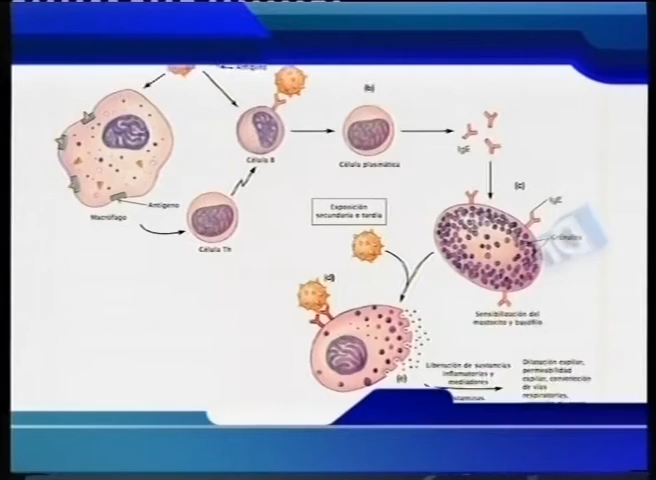 Antígeno
(b)
Célula B
Célula plasmática
IgE
(c)
IgE
Gránulos
Antígeno
Macrófago
Célula Th
Exposición
secundaria o tardía
(d)
Sensibilización del
mastocito y basófilo
(e)
Liberación de sustancias
inflamatorias y
mediadores
Dilatación capilar,
permeabilidad
capilar,
de vías
respiratorias,